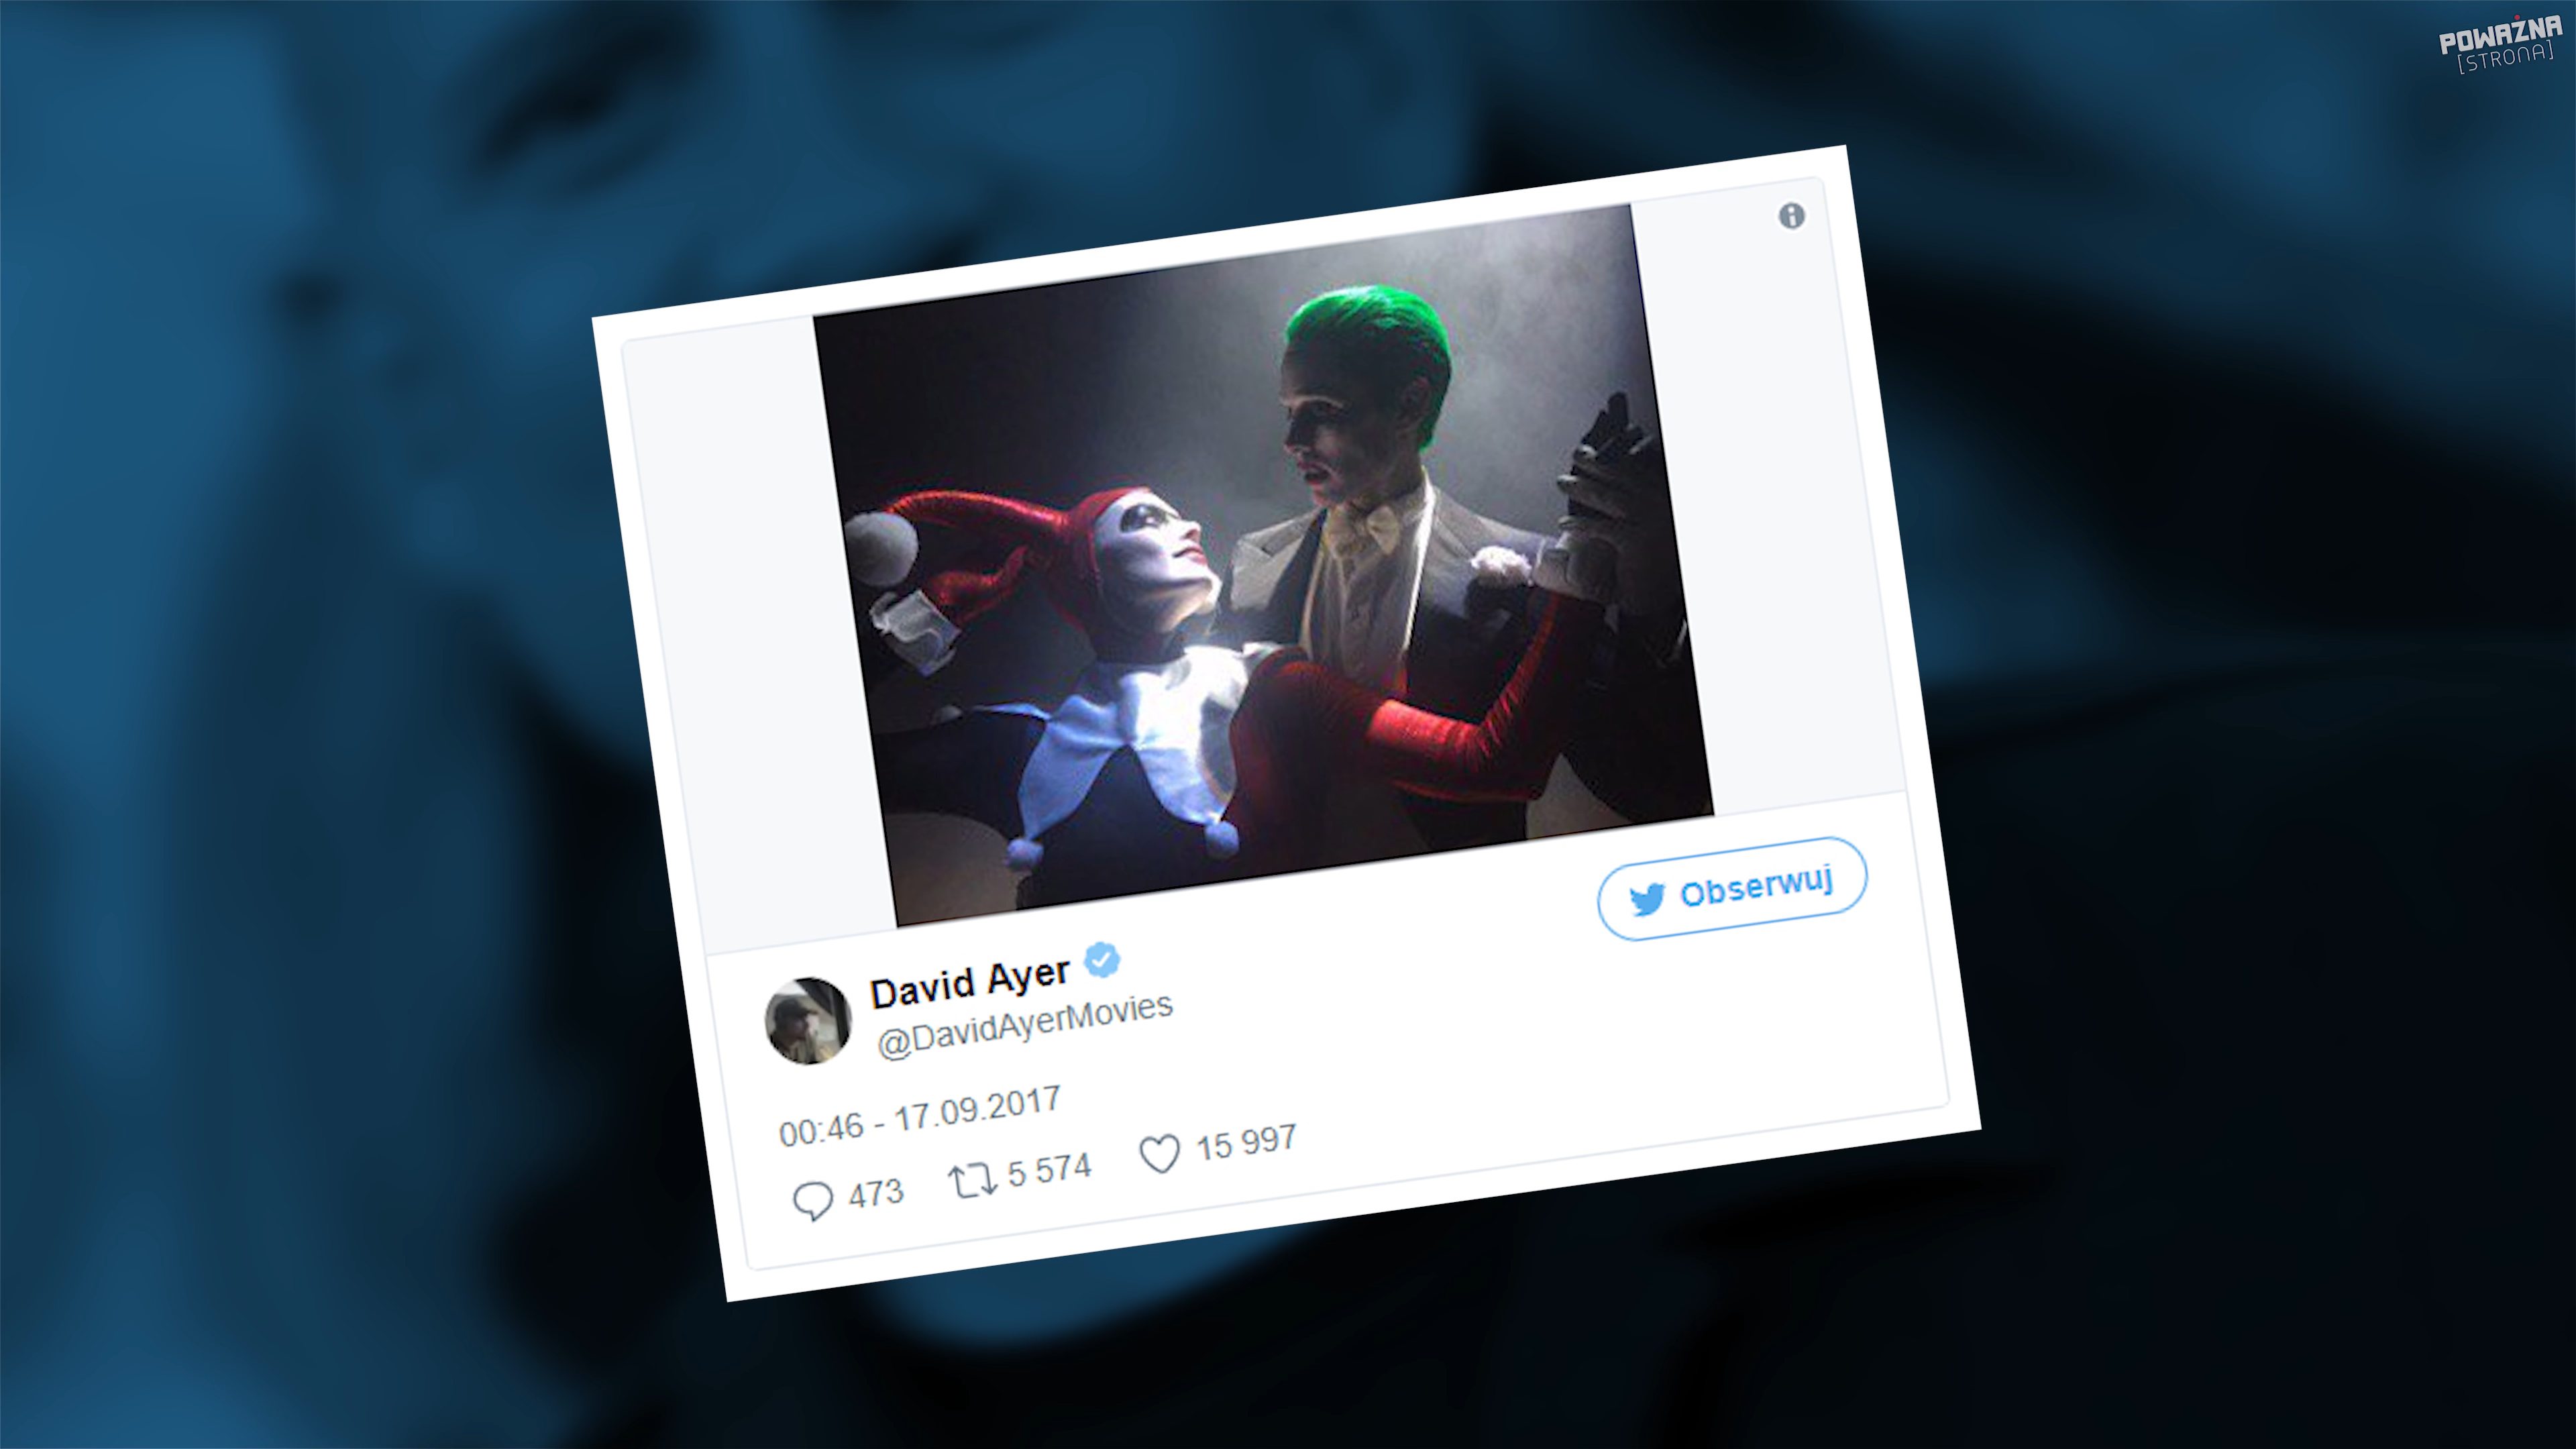 POWAŻNA
[STRONA]
Obserwuj
David Ayer
@DavidAyerMovies
00:46 - 17.09.2017
473 5 574 15 997